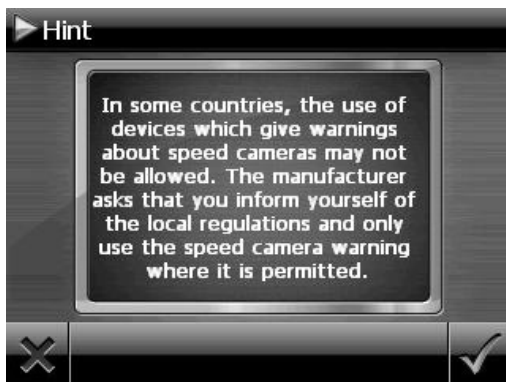 Hint
In some countries, the use of
devices which give warnings
about speed cameras may not
be allowed. The manufacturer
asks that you inform yourself of
the local regulations and only
use the speed camera warning
where it is permitted.